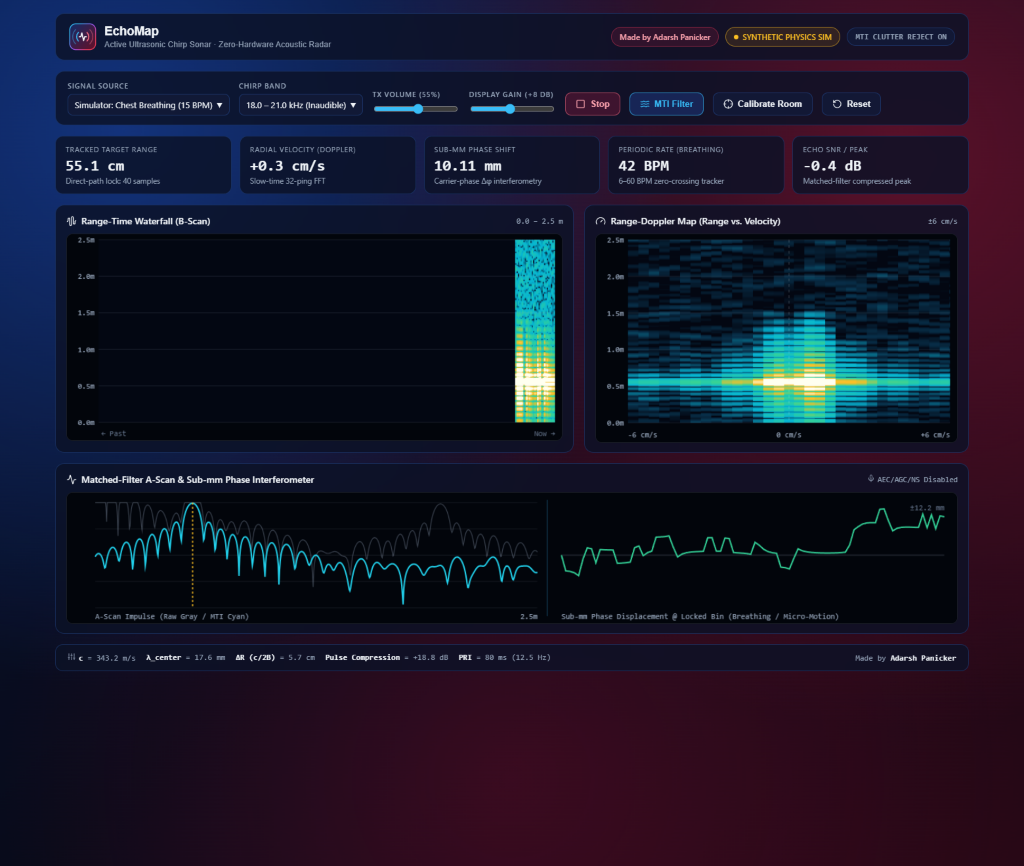 EchoMap
Active Ultrasonic Chirp Sonar · Zero-Hardware Acoustic Radar
Made by Adarsh Panicker
SYNTHETIC PHYSICS SIM
MTI CLUTTER REJECT ON
SIGNAL SOURCE
Simulator: Chest Breathing (15 BPM)
CHIRP BAND
18.0 – 21.0 kHz (Inaudible)
TX VOLUME (55%)
DISPLAY GAIN (+8 DB)
Stop
MTI Filter
Calibrate Room
Reset
TRACKED TARGET RANGE
55.1 cm
Direct-path lock: 40 samples
RADIAL VELOCITY (DOPPLER)
+0.3 cm/s
Slow-time 32-ping FFT
SUB-MM PHASE SHIFT
10.11 mm
Carrier-phase Δφ interferometry
PERIODIC RATE (BREATHING)
42 BPM
6–60 BPM zero-crossing tracker
ECHO SNR / PEAK
-0.4 dB
Matched-filter compressed peak
Range-Time Waterfall (B-Scan)
0.0 – 2.5 m
2.5m
2.0m
1.5m
1.0m
0.5m
0.0m
← Past
Now →
Range-Doppler Map (Range vs. Velocity)
±6 cm/s
2.5m
2.0m
1.5m
1.0m
0.5m
0.0m
-6 cm/s
0 cm/s
+6 cm/s
Matched-Filter A-Scan & Sub-mm Phase Interferometer
AEC/AGC/NS Disabled
±12.2 mm
A-Scan Impulse (Raw Gray / MTI Cyan)
2.5m
Sub-mm Phase Displacement @ Locked Bin (Breathing / Micro-Motion)
c = 343.2 m/s
λ_center = 17.6 mm
ΔR (c/2B) = 5.7 cm
Pulse Compression = +18.8 dB
PRI = 80 ms (12.5 Hz)
Made by Adarsh Panicker